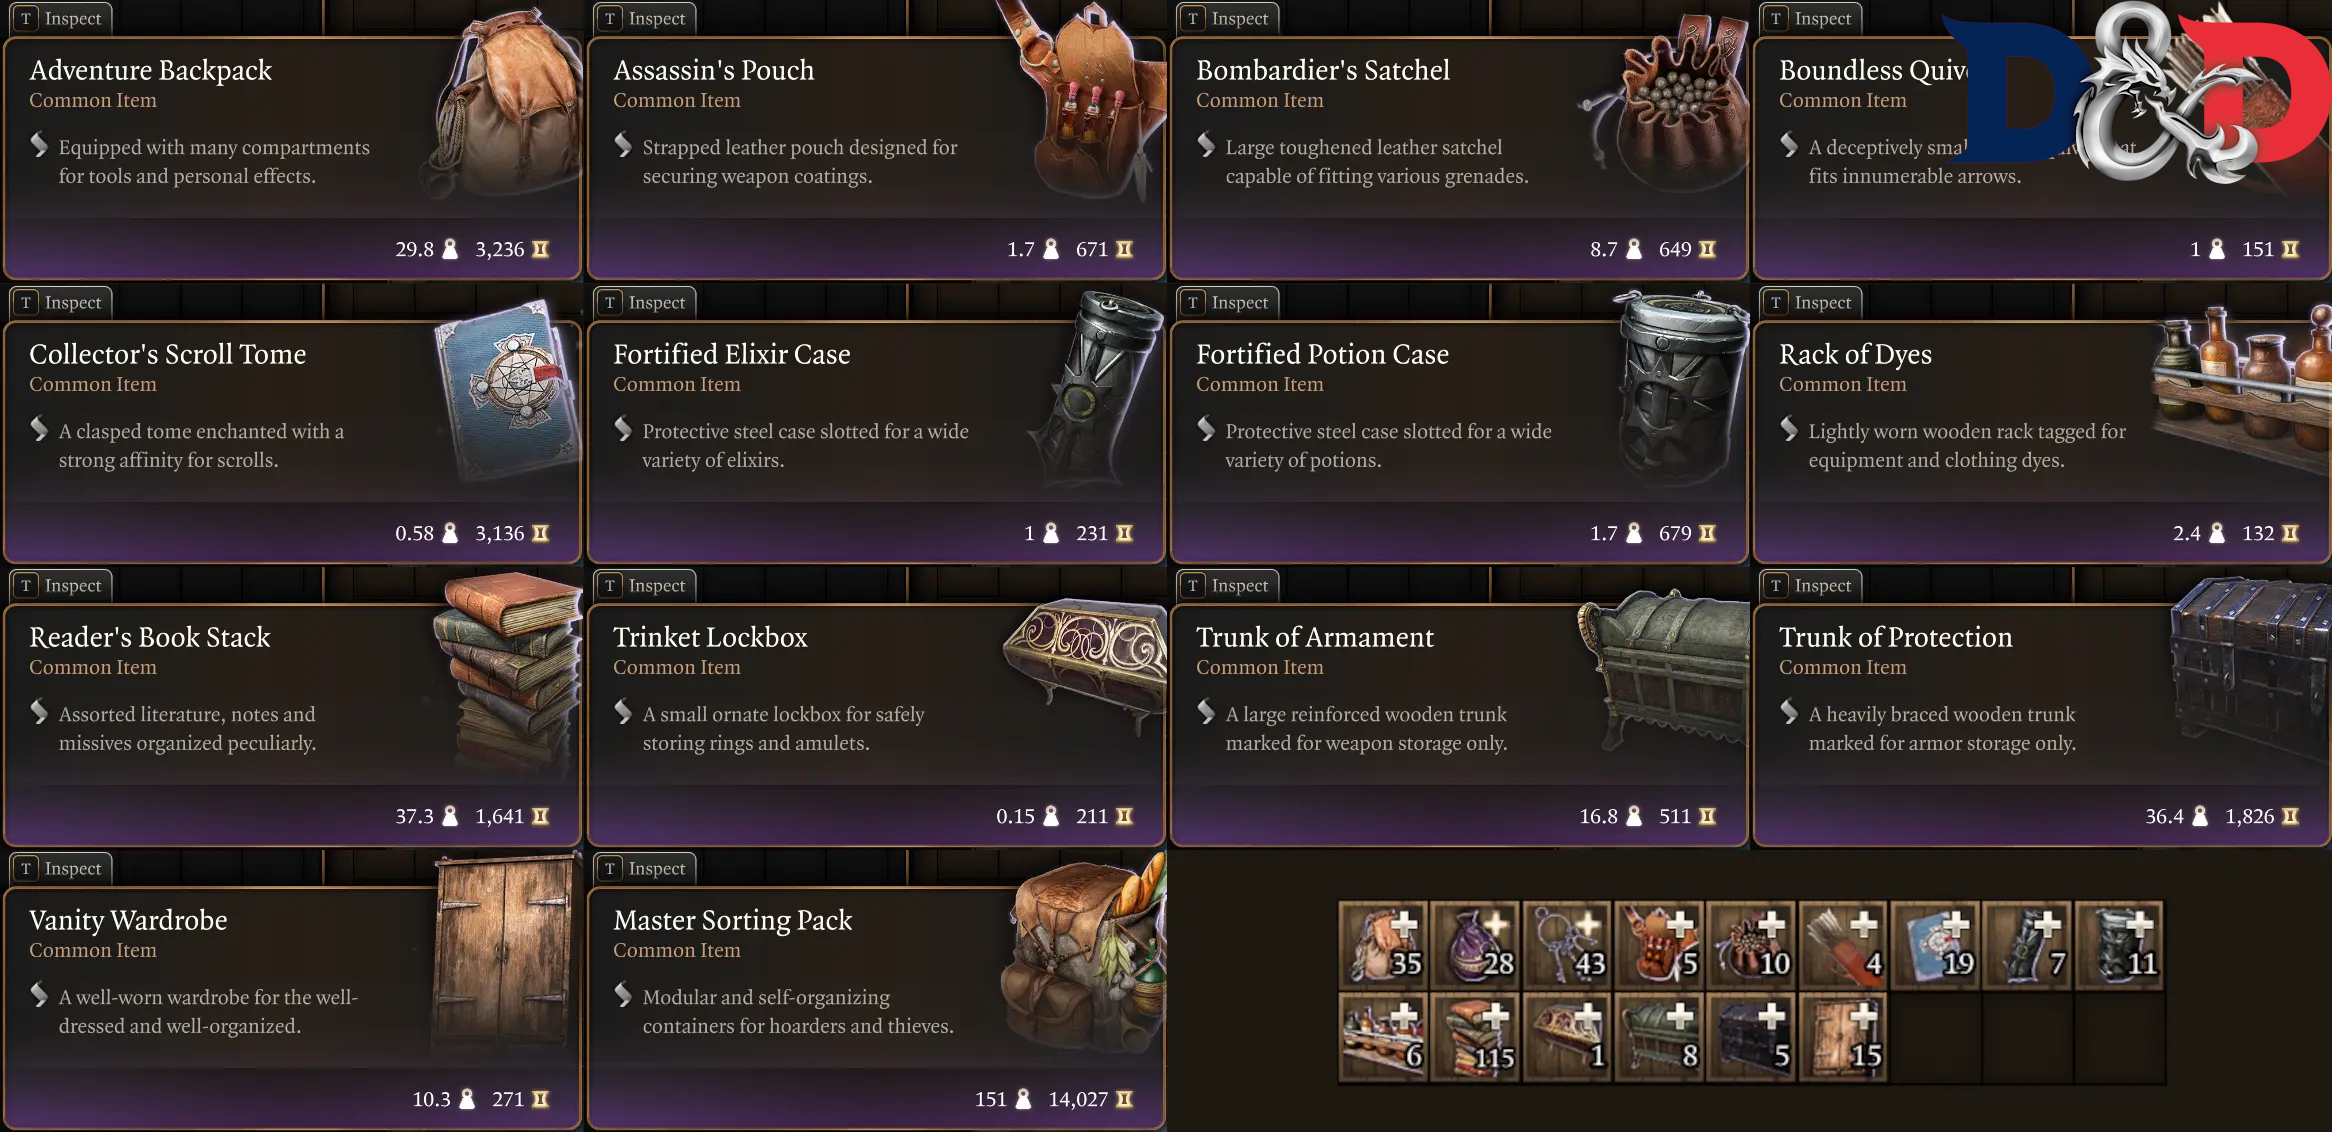 T Inspect
Adventure Backpack
Common Item
Equipped with many compartments
for tools and personal effects.
29.8 3,236
T Inspect
Assassin's Pouch
Common Item
Strapped leather pouch designed for
securing weapon coatings.
1.7 671
T Inspect
Bombardier's Satchel
Common Item
Large toughened leather satchel
capable of fitting various grenades.
8.7 649
T Inspect
Boundless
Common Item
A deceptively
fits innumerable arrows.
1 151
D&D
T Inspect
Collector's Scroll Tome
Common Item
A clasped tome enchanted with a
strong affinity for scrolls.
0.58 3,136
T Inspect
Fortified Elixir Case
Common Item
Protective steel case slotted for a wide
variety of elixirs.
1 231
T Inspect
Fortified Potion Case
Common Item
Protective steel case slotted for a wide
variety of potions.
1.7 679
T Inspect
Rack of Dyes
Common Item
Lightly worn wooden rack tagged for
equipment and clothing dyes.
2.4 132
T Inspect
Reader's Book Stack
Common Item
Assorted literature, notes and
missives organized peculiarly.
37.3 1,641
T Inspect
Trinket Lockbox
Common Item
A small ornate lockbox for safely
storing rings and amulets.
0.15 211
T Inspect
Trunk of Armament
Common Item
A large reinforced wooden trunk
marked for weapon storage only.
16.8 511
T Inspect
Trunk of Protection
Common Item
A heavily braced wooden trunk
marked for armor storage only.
36.4 1,826
T Inspect
Vanity Wardrobe
Common Item
A well-worn wardrobe for the well-
dressed and well-organized.
10.3 271
T Inspect
Master Sorting Pack
Common Item
Modular and self-organizing
containers for hoarders and thieves.
151 14,027
35 28 43 5 10 4 19 7 11
6 115 1 8 5 15